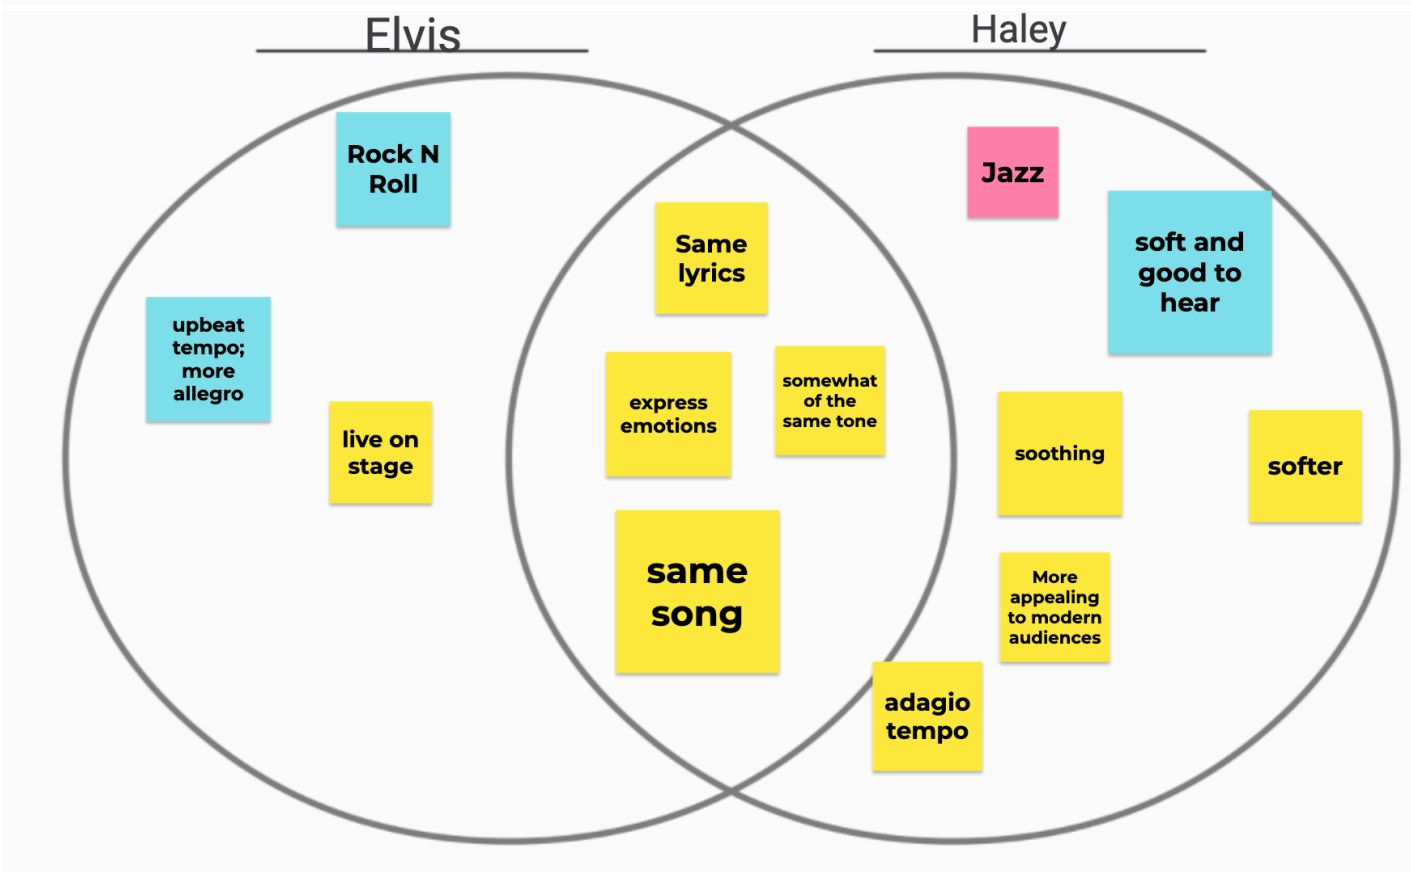 Elvis
Haley
Rock N
Roll
upbeat
tempo;
more
allegro
live on
stage
Same
lyrics
express
emotions
somewhat
of the
same tone
same
song
Jazz
soft and
good to
hear
soothing
softer
More
appealing
to modern
audiences
adagio
tempo